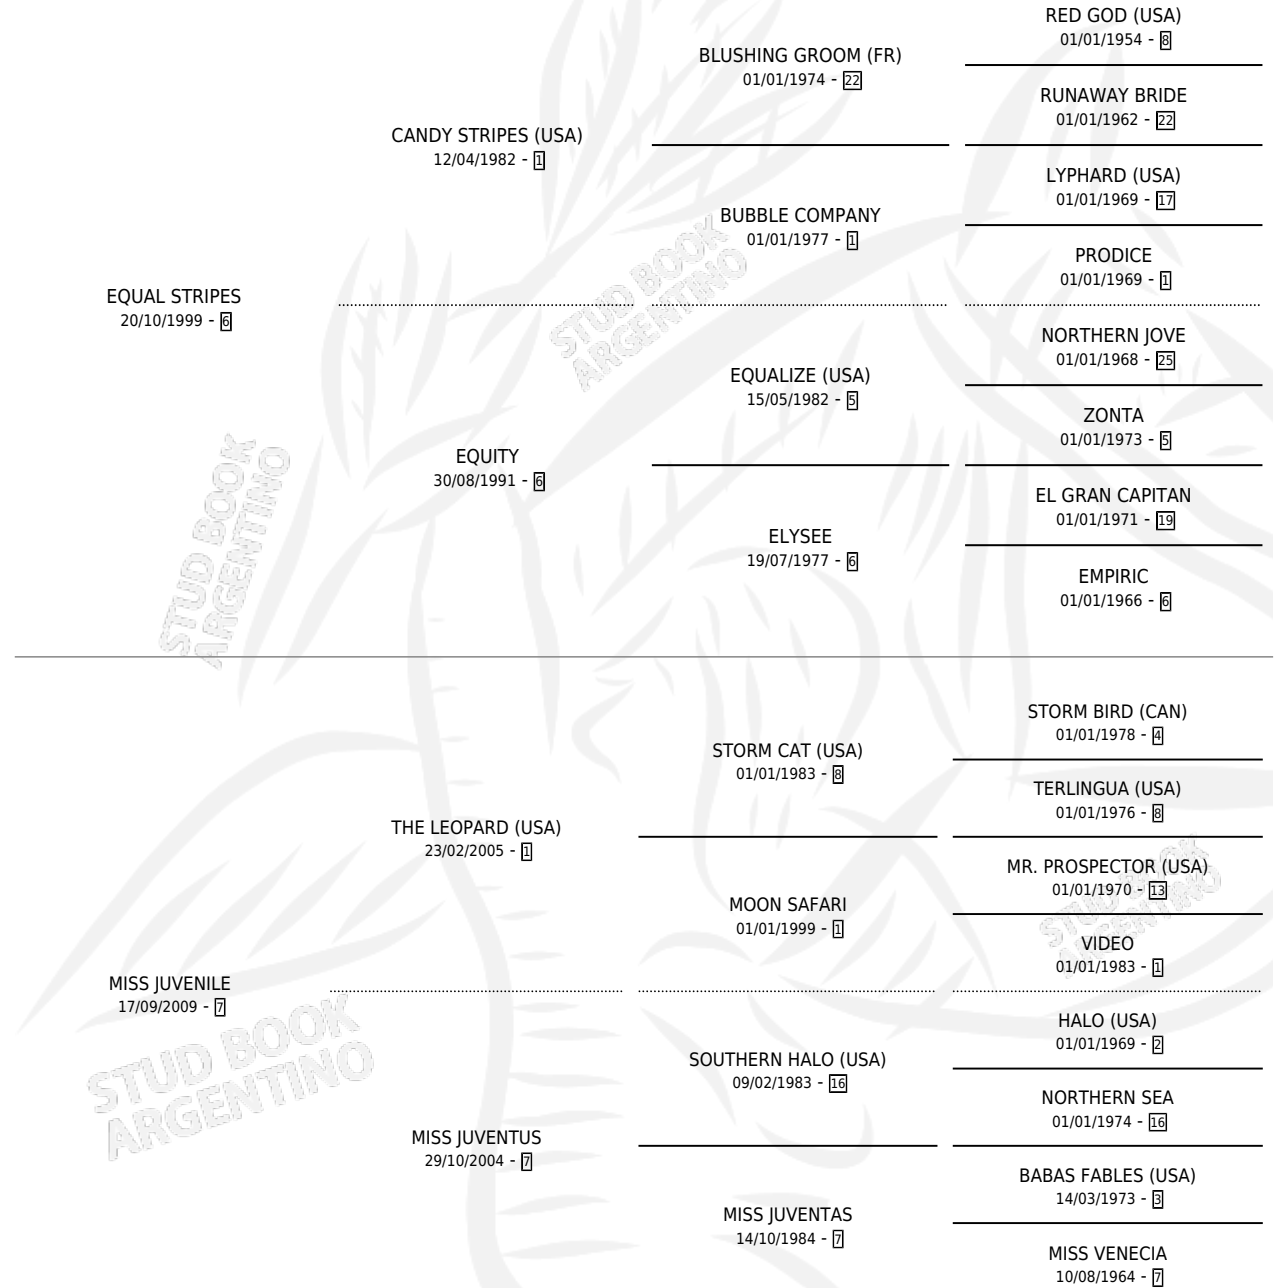 RED GOD (USA)
01/01/1954 - 8
BLUSHING GROOM (FR)
01/01/1974 - 22
RUNAWAY BRIDE
01/01/1962 - 22
CANDY STRIPES (USA)
12/04/1982 - 1
LYPHARD (USA)
01/01/1969 - 17
BUBBLE COMPANY
01/01/1977 - 1
PRODICE
01/01/1969 - 1
EQUAL STRIPES
20/10/1999 - 6
NORTHERN JOVE
01/01/1968 - 25
EQUALIZE (USA)
15/05/1982 - 5
ZONTA
01/01/1973 - 5
EQUITY
30/08/1991 - 6
EL GRAN CAPITAN
01/01/1971 - 19
ELYSEE
19/07/1977 - 6
EMPIRIC
01/01/1966 - 6
STORM BIRD (CAN)
01/01/1978 - 4
STORM CAT (USA)
01/01/1983 - 8
TERLINGUA (USA)
01/01/1976 - 8
THE LEOPARD (USA)
23/02/2005 - 1
MR. PROSPECTOR (USA)
01/01/1970 - 13
MOON SAFARI
01/01/1999 - 1
VIDEO
01/01/1983 - 1
MISS JUVENILE
17/09/2009 - 7
HALO (USA)
01/01/1969 - 2
SOUTHERN HALO (USA)
09/02/1983 - 16
NORTHERN SEA
01/01/1974 - 16
MISS JUVENTUS
29/10/2004 - 7
BABAS FABLES (USA)
14/03/1973 - 3
MISS JUVENTAS
14/10/1984 - 7
MISS VENECIA
10/08/1964 - 7
STUD BOOK
ARGENTINO
STUD BOOK
ARGENTINO
STUD BOOK
ARGENTINO
STUD BOOK
ARGENTINO